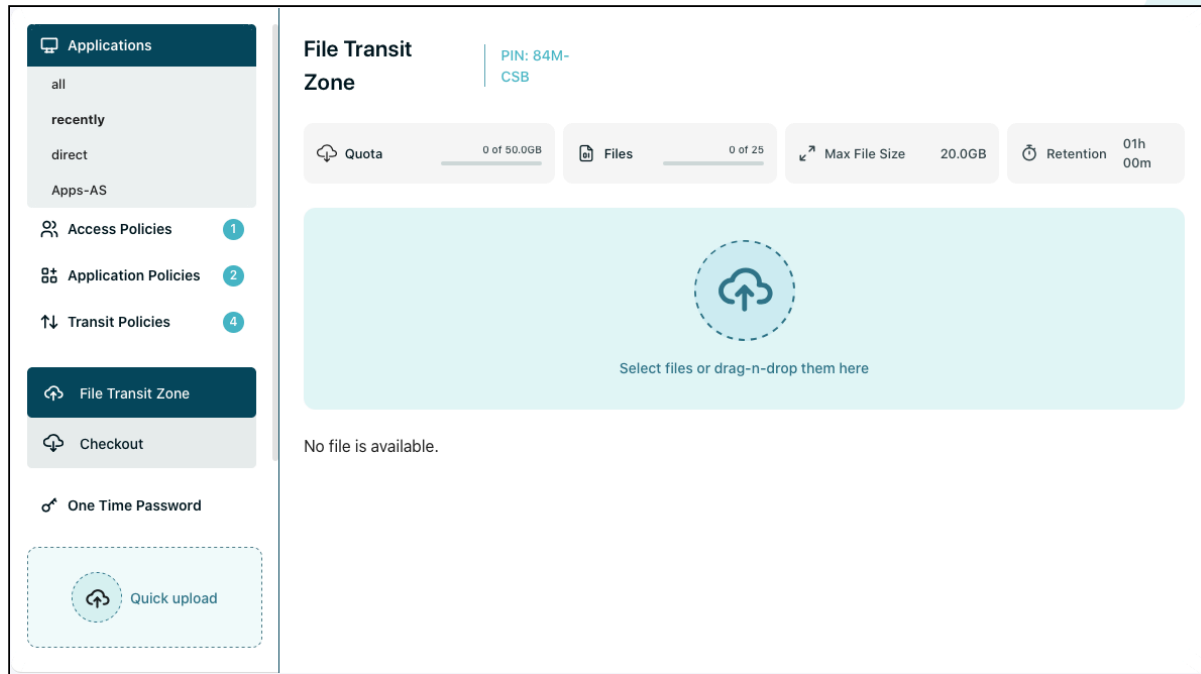 Applications
all
recently
direct
Apps-AS
Access Policies 1
Application Policies 2
Transit Policies 4
File Transit Zone
Checkout
One Time Password
Quick upload
File Transit
Zone
PIN: 84M-
CSB
Quota 0 of 50.0GB
Files 0 of 25
Max File Size 20.0GB
Retention 01h
00m
Select files or drag-n-drop them here
No file is available.